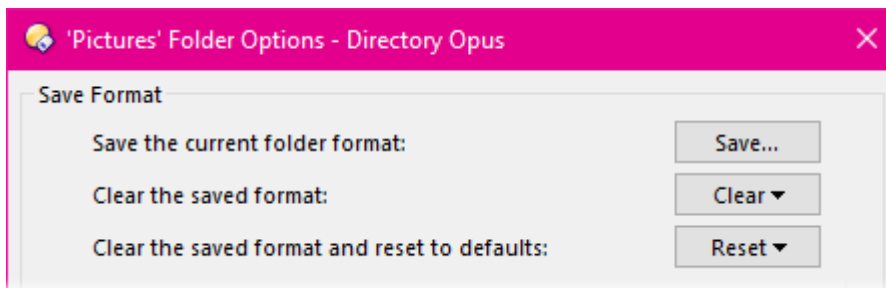 'Pictures' Folder Options - Directory Opus
Save Format
Save the current folder format: Save...
Clear the saved format: Clear
Clear the saved format and reset to defaults: Reset